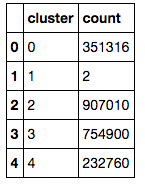 cluster count
0 0 351316
1 1 2
2 2 907010
3 3 754900
4 4 232760